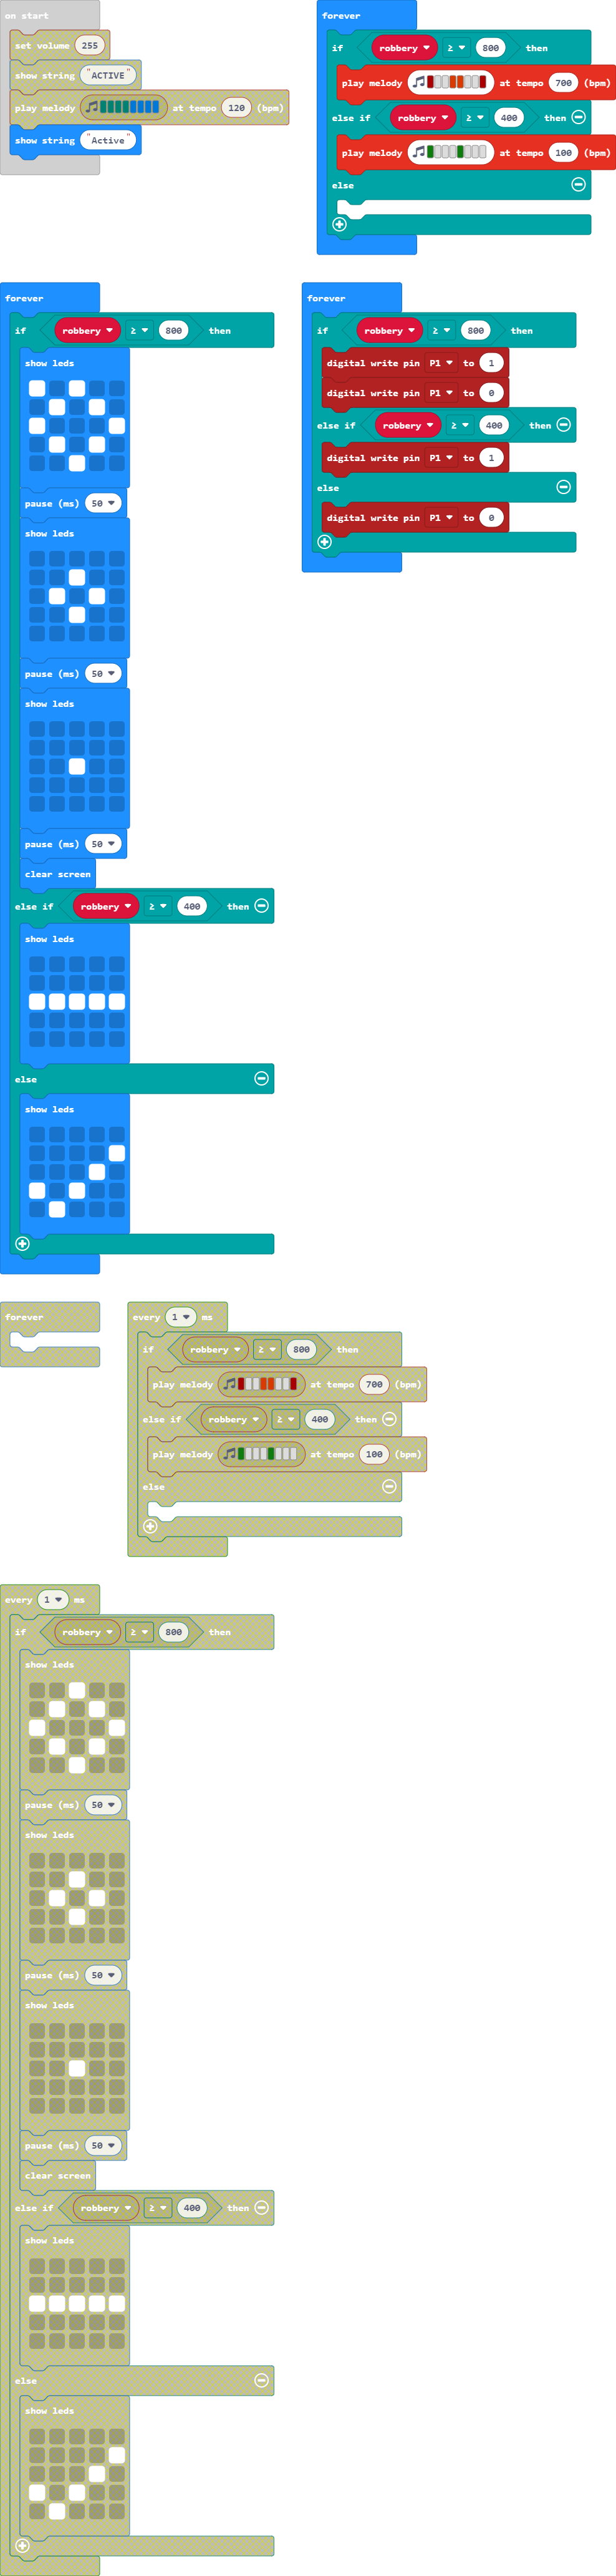 on start
set volume 255
show string "ACTIVE"
play melody at tempo 120 (bpm)
show string "Active"
forever
if robbery ≥ 800 then
play melody at tempo 700 (bpm)
else if robbery ≥ 400 then
play melody at tempo 100 (bpm)
else
forever
if robbery ≥ 800 then
show leds
pause (ms) 50
show leds
pause (ms) 50
show leds
pause (ms) 50
clear screen
else if robbery ≥ 400 then
show leds
else
show leds
forever
if robbery ≥ 800 then
digital write pin P1 to 1
digital write pin P1 to 0
else if robbery ≥ 400 then
digital write pin P1 to 1
else
digital write pin P1 to 0
forever
every 1 ms
if robbery ≥ 800 then
play melody at tempo 700 (bpm)
else if robbery ≥ 400 then
play melody at tempo 100 (bpm)
else
every 1 ms
if robbery ≥ 800 then
show leds
pause (ms) 50
show leds
pause (ms) 50
show leds
pause (ms) 50
clear screen
else if robbery ≥ 400 then
show leds
else
show leds